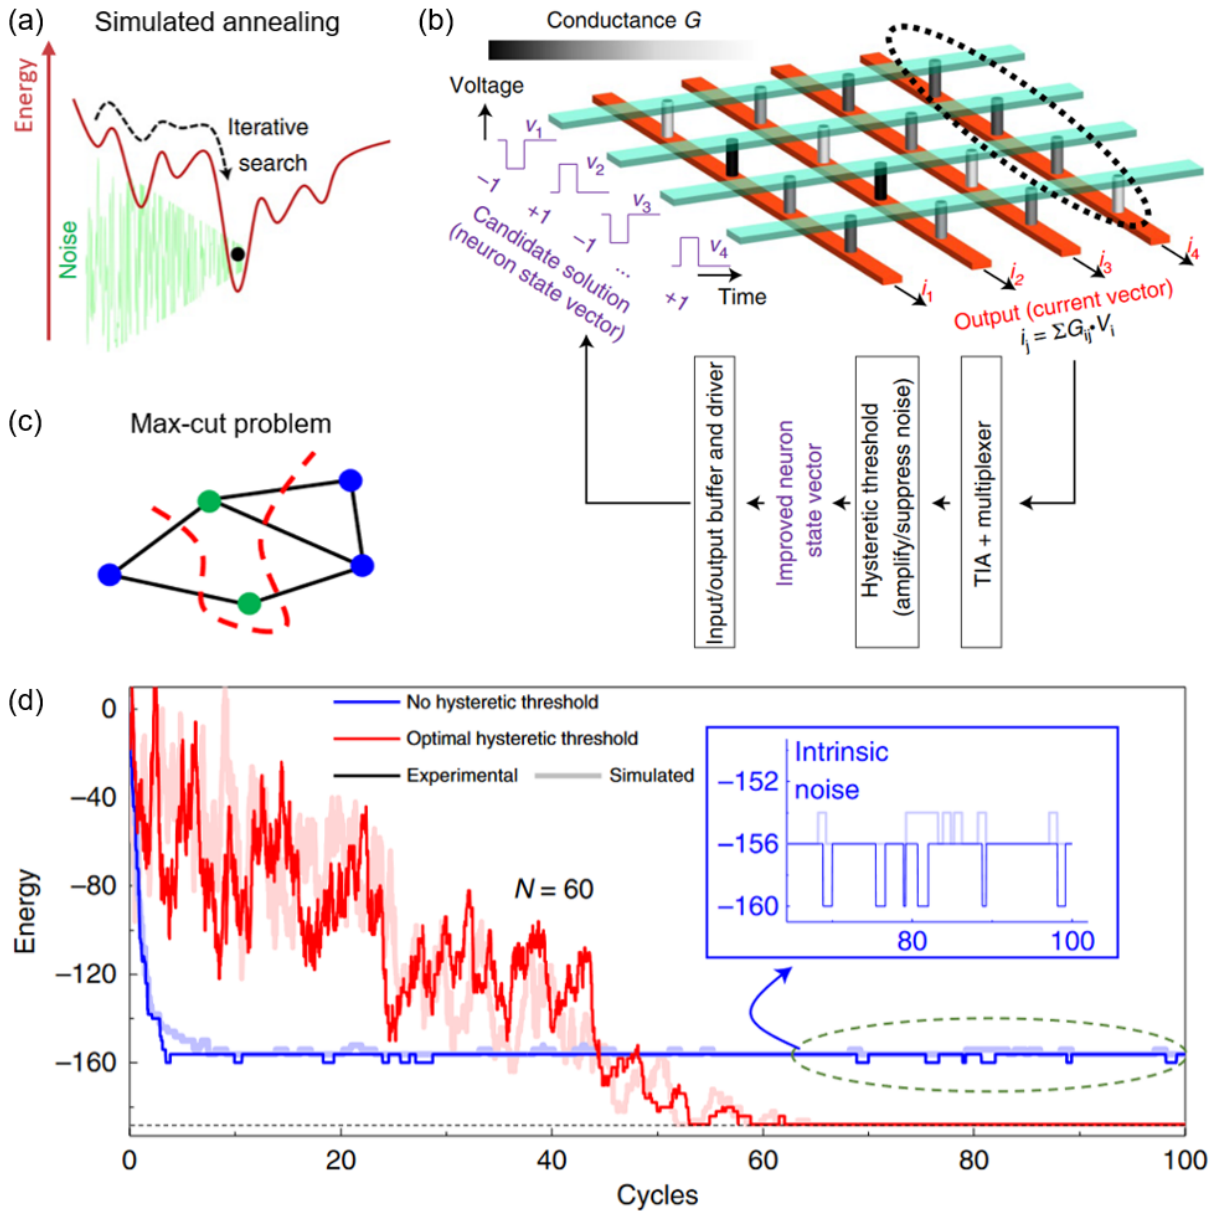 (a)
Simulated annealing
Energy
Noise
Iterative
search
(b)
Conductance G
Voltage
v1
−1
v2
+1
v3
−1
...
v4
+1
Time
Candidate solution
(neuron state vector)
i1
i2
i3
i4
Output (current vector)
ij = ΣGij•Vi
Input/output buffer and driver
Improved neuron
state vector
Hysteretic threshold
(amplify/suppress noise)
TIA + multiplexer
(c)
Max-cut problem
(d)
No hysteretic threshold
Optimal hysteretic threshold
Experimental
Simulated
N = 60
Intrinsic
noise
−152
−156
−160
80
100
Energy
0
−40
−80
−120
−160
0
20
40
60
80
100
Cycles